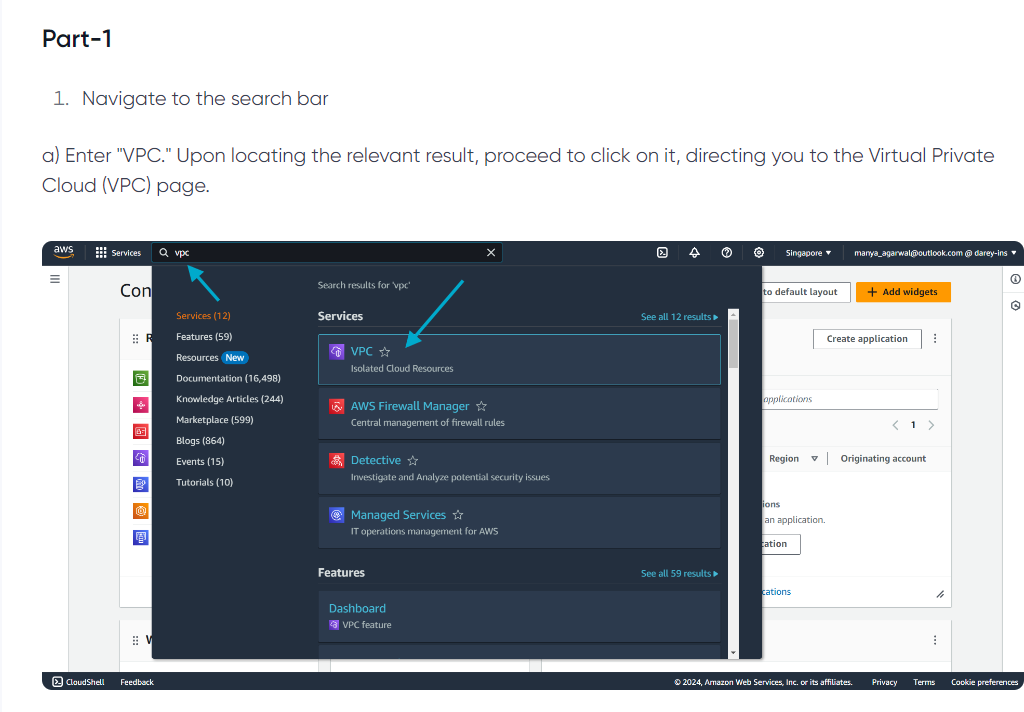 Part-1
1. Navigate to the search bar
a) Enter "VPC." Upon locating the relevant result, proceed to click on it, directing you to the Virtual Private
Cloud (VPC) page.
aws Services vpc Singapore manya_agarwal@outlook.com @ darey-ins
Con
Search results for 'vpc'
to default layout + Add widgets
Services (12)
Features (59)
Resources New
Documentation (16,498)
Knowledge Articles (244)
Marketplace (599)
Blogs (864)
Events (15)
Tutorials (10)
Services See all 12 results
VPC
Isolated Cloud Resources
AWS Firewall Manager
Central management of firewall rules
Detective
Investigate and Analyze potential security issues
Managed Services
IT operations management for AWS
Features See all 59 results
Dashboard
VPC feature
R
Create application
applications
1
Region Originating account
ions
an application.
cation
cations
W
CloudShell Feedback © 2024, Amazon Web Services, Inc. or its affiliates. Privacy Terms Cookie preferences